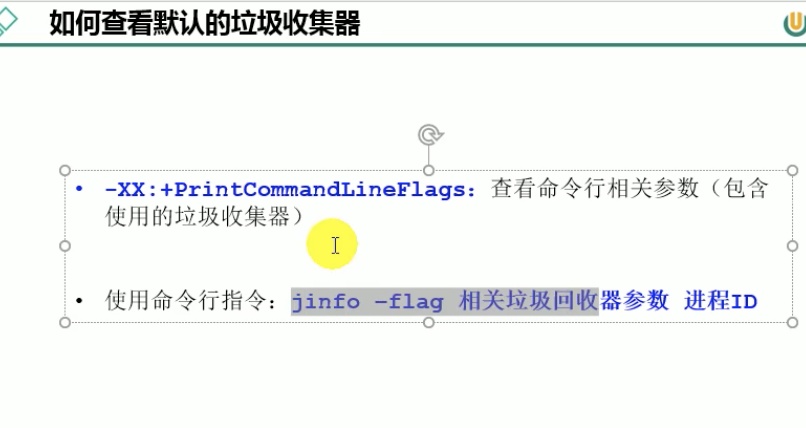 如何查看默认的垃圾收集器
• -XX:+PrintCommandLineFlags：查看命令行相关参数（包含
使用的垃圾收集器）
• 使用命令行指令：jinfo –flag 相关垃圾回收器参数 进程ID